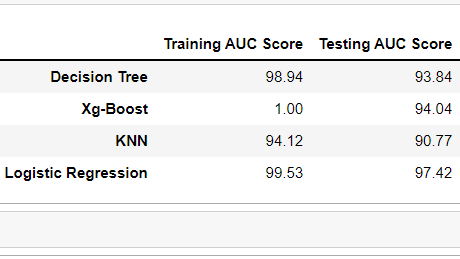 Training AUC Score Testing AUC Score
Decision Tree 98.94 93.84
Xg-Boost 1.00 94.04
KNN 94.12 90.77
Logistic Regression 99.53 97.42